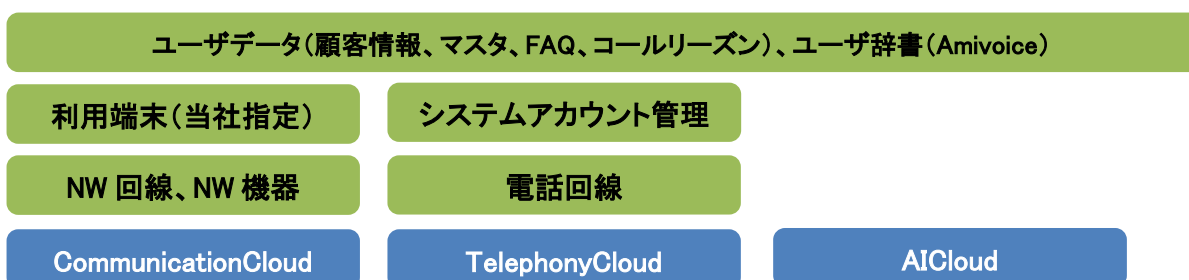 ユーザデータ（顧客情報、マスタ、FAQ、コールリーズン）、ユーザ辞書（Amivoice）
利用端末（当社指定）
システムアカウント管理
NW 回線、NW 機器
電話回線
CommunicationCloud
TelephonyCloud
AICloud